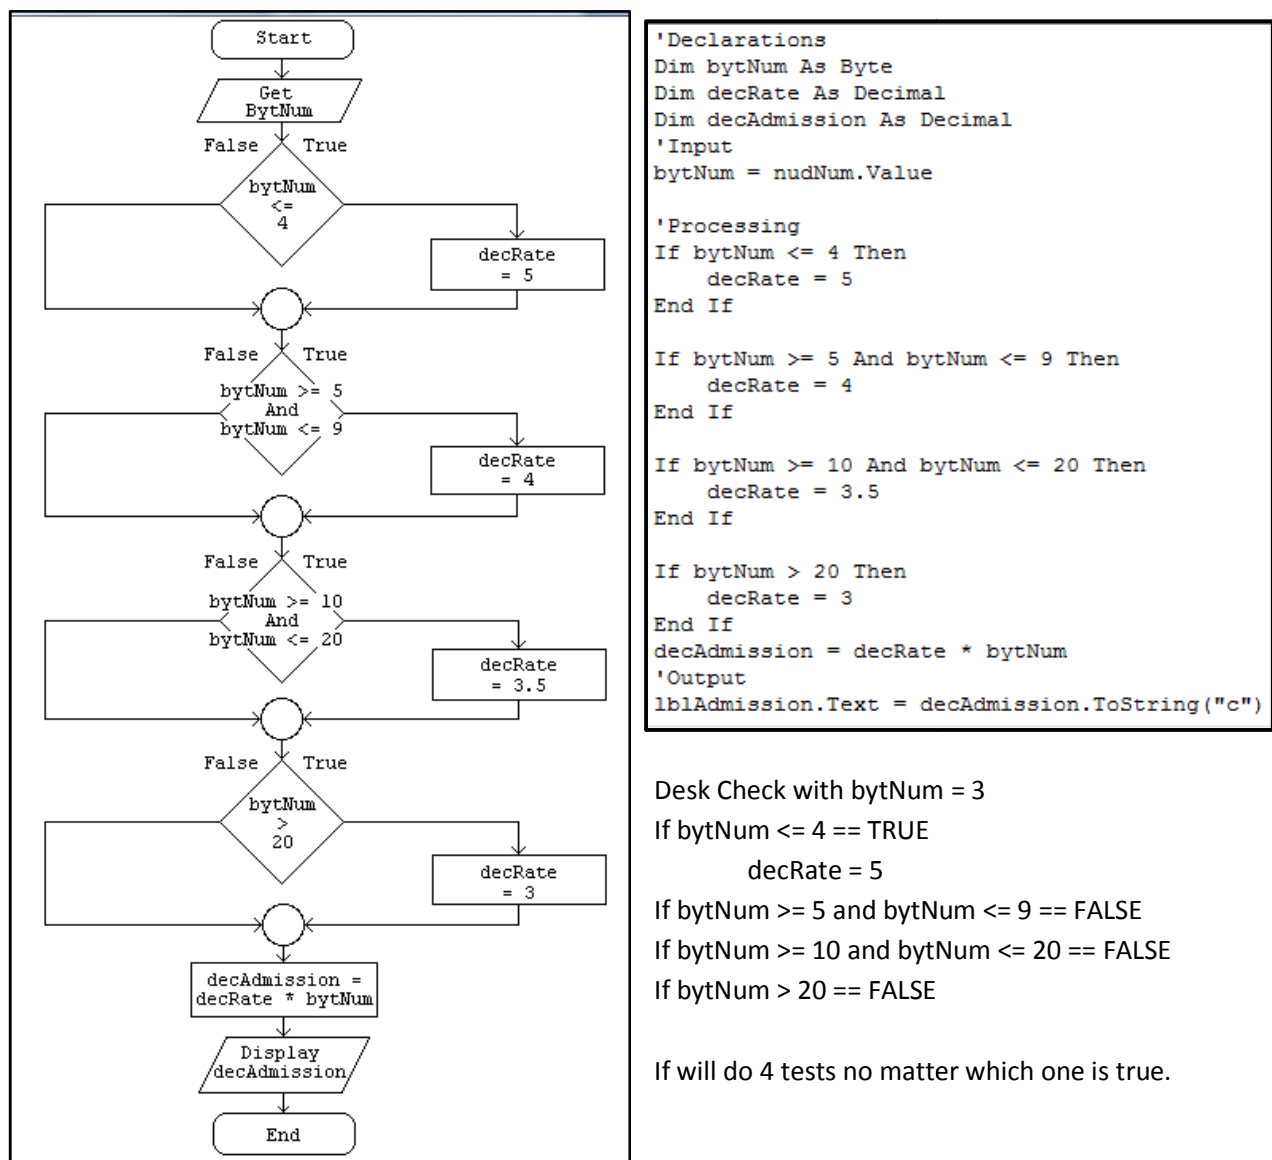 Start
Get
BytNum
False True
bytNum
<=
4
decRate
= 5
False True
bytNum >= 5
And
bytNum <= 9
decRate
= 4
False True
bytNum >= 10
And
bytNum <= 20
decRate
= 3.5
False True
bytNum
>
20
decRate
= 3
decAdmission =
decRate * bytNum
Display
decAdmission
End
'Declarations
Dim bytNum As Byte
Dim decRate As Decimal
Dim decAdmission As Decimal
'Input
bytNum = nudNum.Value
'Processing
If bytNum <= 4 Then
    decRate = 5
End If
If bytNum >= 5 And bytNum <= 9 Then
    decRate = 4
End If
If bytNum >= 10 And bytNum <= 20 Then
    decRate = 3.5
End If
If bytNum > 20 Then
    decRate = 3
End If
decAdmission = decRate * bytNum
'Output
lblAdmission.Text = decAdmission.ToString("c")
Desk Check with bytNum = 3
If bytNum <= 4 == TRUE
decRate = 5
If bytNum >= 5 and bytNum <= 9 == FALSE
If bytNum >= 10 and bytNum <= 20 == FALSE
If bytNum > 20 == FALSE
If will do 4 tests no matter which one is true.